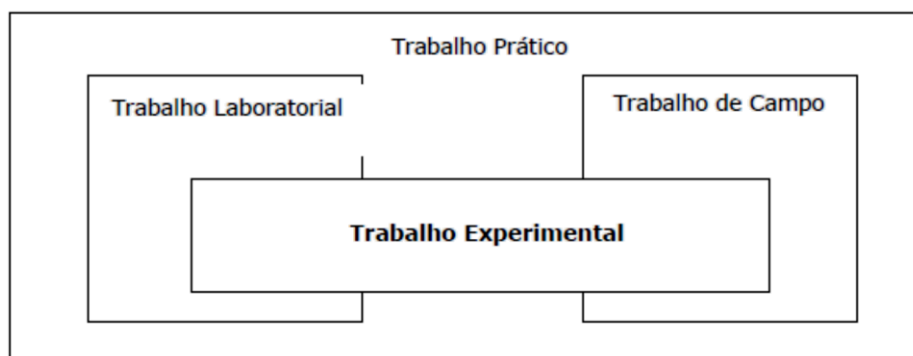 Trabalho Prático
Trabalho Laboratorial
Trabalho de Campo
Trabalho Experimental